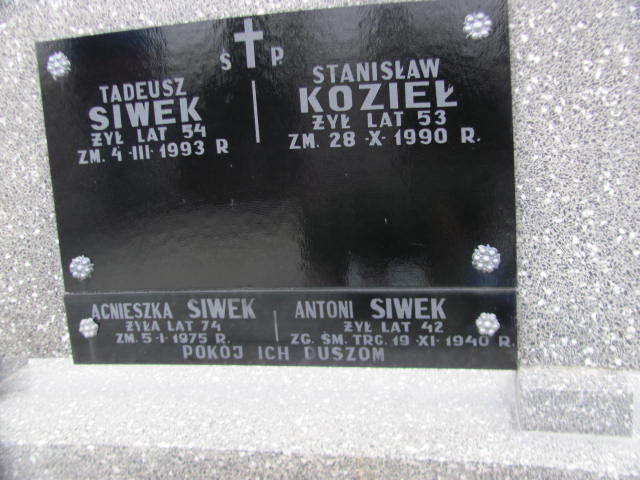 Ś P.
TADEUSZ
SIWEK
ŻYŁ LAT 54
ZM. 4·III·1993 R
STANISŁAW
KOZIEŁ
ŻYŁ LAT 53
ZM. 28·X·1990 R.
AGNIESZKA SIWEK
ŻYŁA LAT 74
ZM. 5·I·1975 R.
ANTONI SIWEK
ŻYŁ LAT 42
ZG. ŚM. TRG. 19·XI·1940 R.
POKÓJ ICH DUSZOM